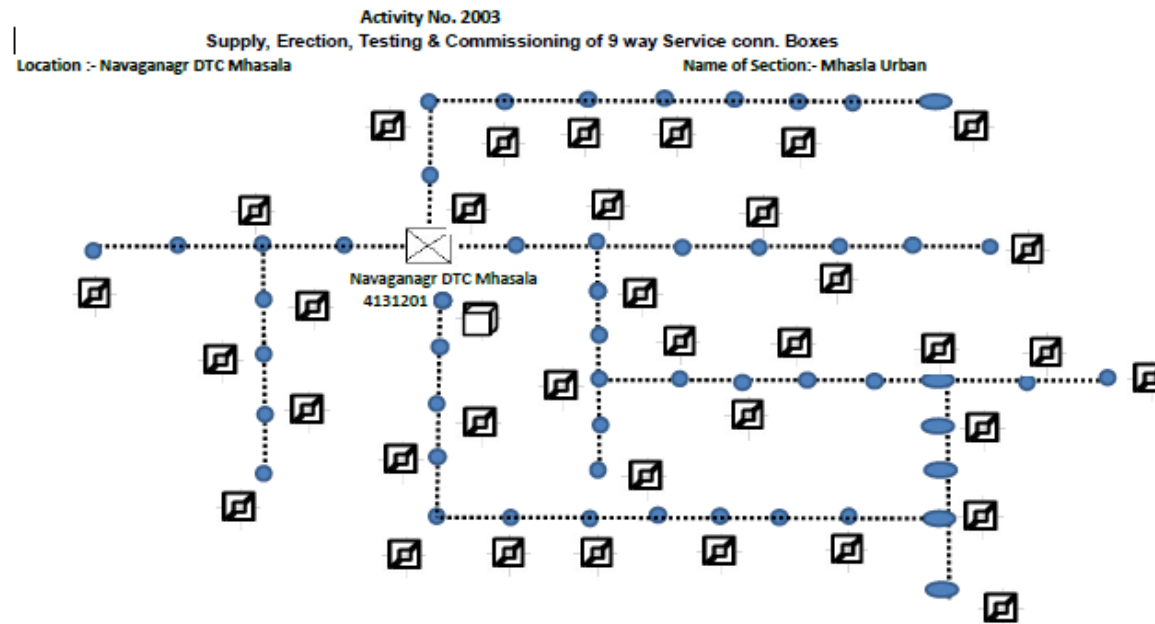 Activity No. 2003
Supply, Erection, Testing & Commissioning of 9 way Service conn. Boxes
Location :- Navaganagr DTC Mhasala
Name of Section:- Mhasla Urban
Navaganagr DTC Mhasala
4131201